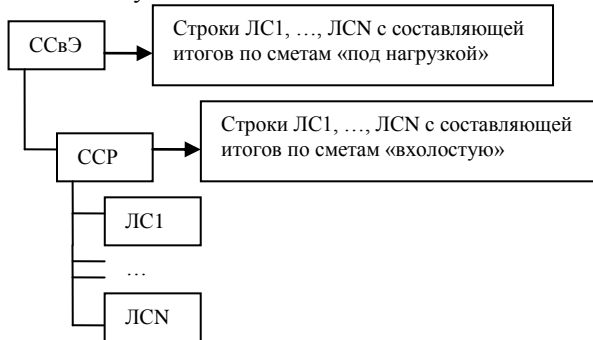 ССвЭ
Строки ЛС1, …, ЛСN с составляющей
итогов по сметам «под нагрузкой»
Строки ЛС1, …, ЛСN с составляющей
итогов по сметам «вхолостую»
ССР
ЛС1
…
ЛСN